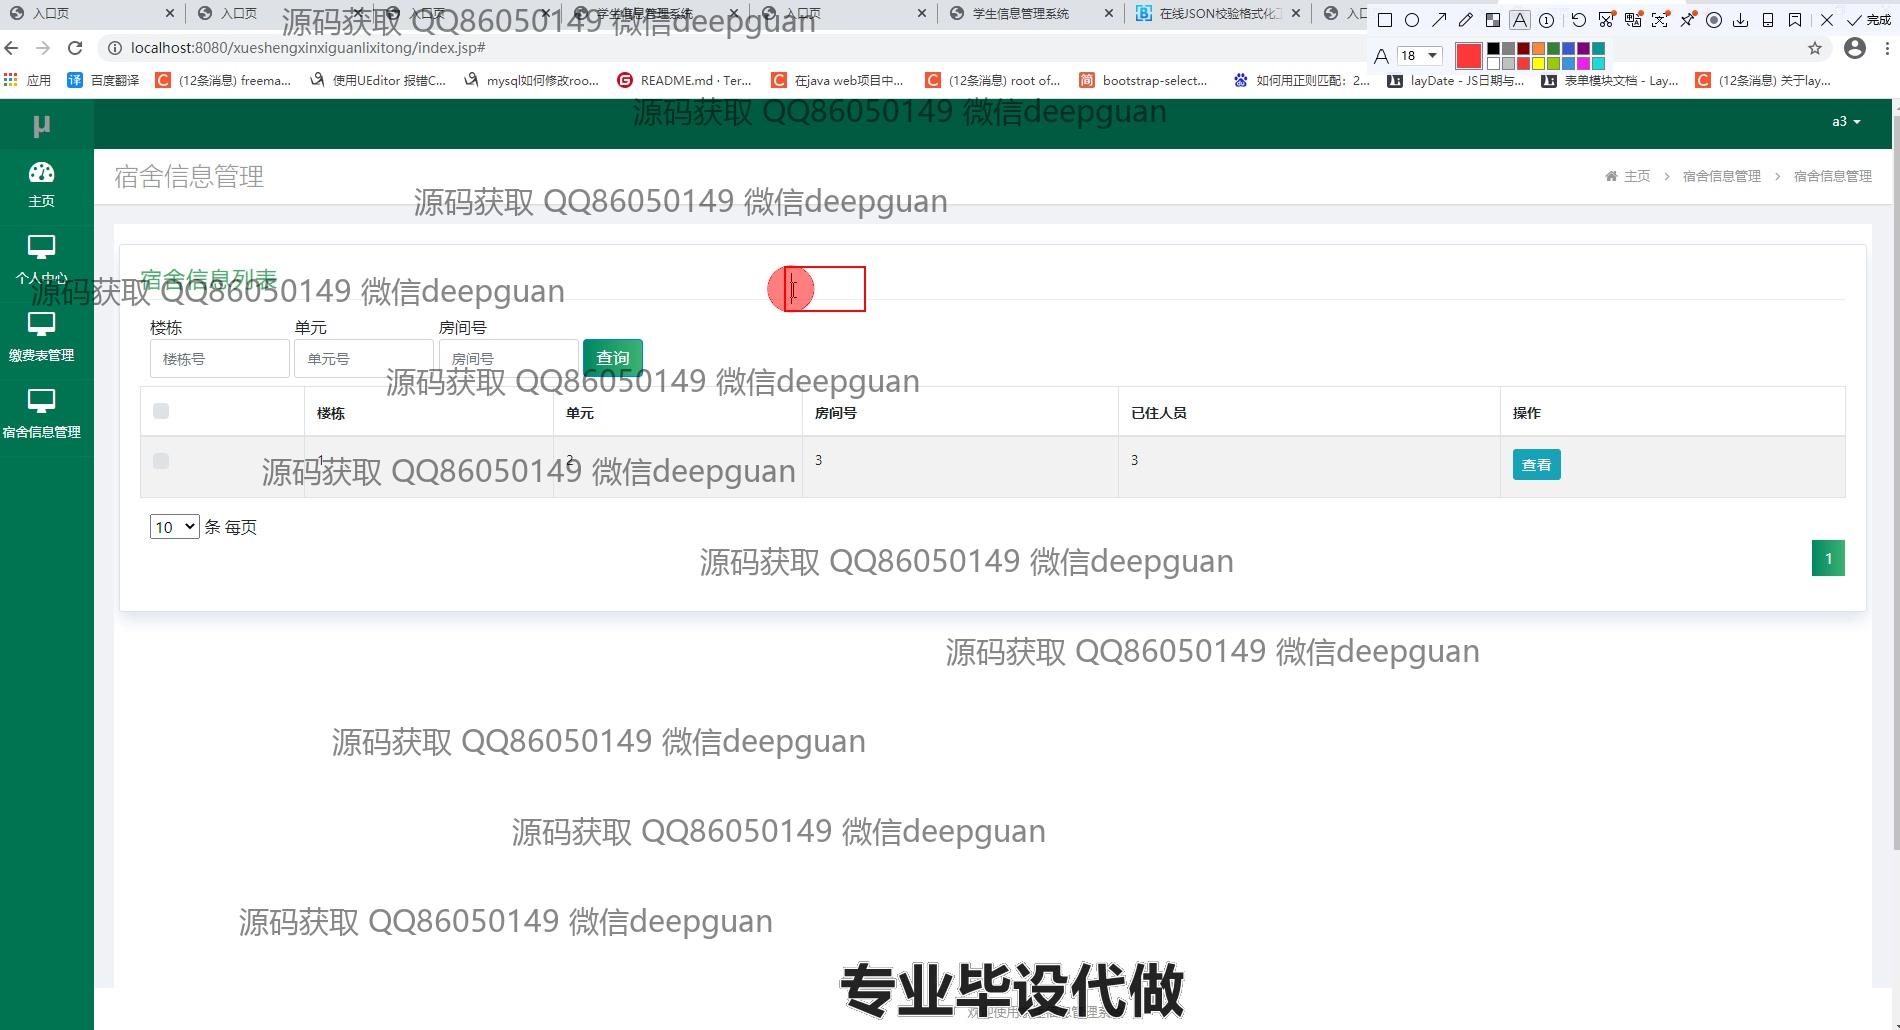 入口页
入口页
入口页
学生信息管理系统
入口页
学生信息管理系统
在线JSON校验格式化工
入口
完成
源码获取 QQ86050149 微信deepguan
localhost:8080/xueshengxinxiguanlixitong/index.jsp#
A 18
应用
百度翻译
(12条消息) freema...
使用UEditor 报错C...
mysql如何修改roo...
README.md · Ter...
在java web项目中...
(12条消息) root of...
bootstrap-select...
如何用正则匹配：2...
layDate - JS日期与...
表单模块文档 - Lay...
(12条消息) 关于lay...
源码获取 QQ86050149 微信deepguan
μ
a3
主页
个人中心
缴费表管理
宿舍信息管理
宿舍信息管理
主页 > 宿舍信息管理 > 宿舍信息管理
源码获取 QQ86050149 微信deepguan
宿舍信息列表
源码获取 QQ86050149 微信deepguan
楼栋 单元 房间号
楼栋号 单元号 房间号 查询
源码获取 QQ86050149 微信deepguan
楼栋 单元 房间号 已住人员 操作
1 2 3 3 查看
源码获取 QQ86050149 微信deepguan
10 条 每页
源码获取 QQ86050149 微信deepguan
1
源码获取 QQ86050149 微信deepguan
源码获取 QQ86050149 微信deepguan
源码获取 QQ86050149 微信deepguan
源码获取 QQ86050149 微信deepguan
专业毕设代做